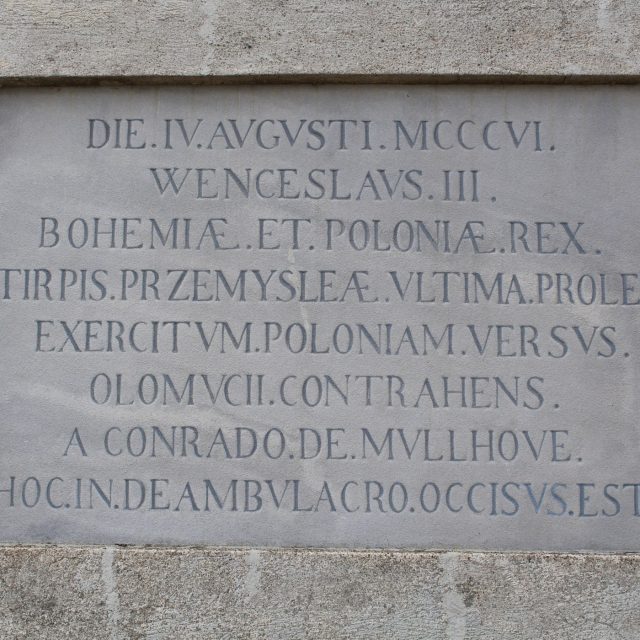 DIE.IV.AVGVSTI.MCCCVI.
WENCESLAVS.III.
BOHEMIÆ.ET.POLONIÆ.REX.
TIRPIS.PRZEMYSLEÆ.VLTIMA.PROLE
EXERCITVM.POLONIAM.VERSVS.
OLOMVCII.CONTRAHENS.
A CONRADO.DE.MVLLHOVE.
HOC.IN.DEAMBVLACRO.OCCISVS.EST